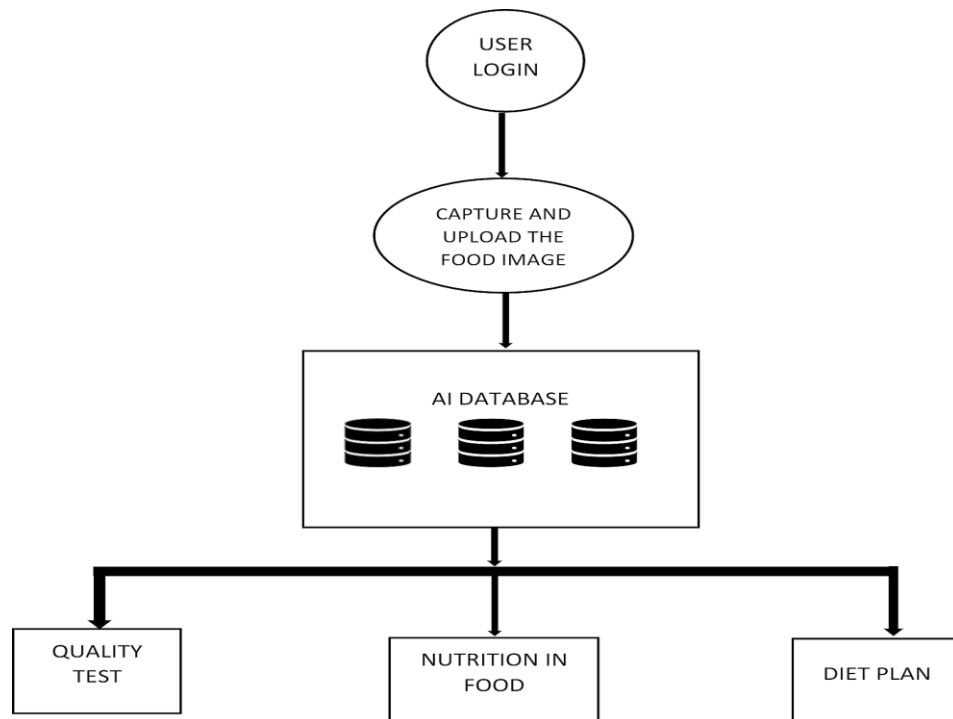 USER
LOGIN
CAPTURE AND
UPLOAD THE
FOOD IMAGE
AI DATABASE
QUALITY
TEST
NUTRITION IN
FOOD
DIET PLAN